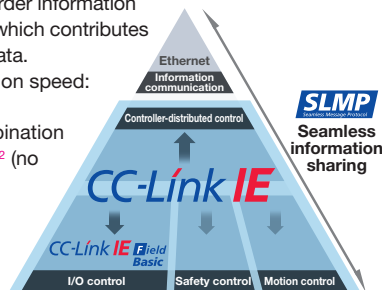 rder information
which contributes
ata.
on speed:
bination
2 (no
Ethernet
Information
communication
Controller-distributed control
SLMP
Seamless Message Protocol
Seamless
information
sharing
CC-Link IE
CC-Link IE Field
Basic
I/O control
Safety control
Motion control